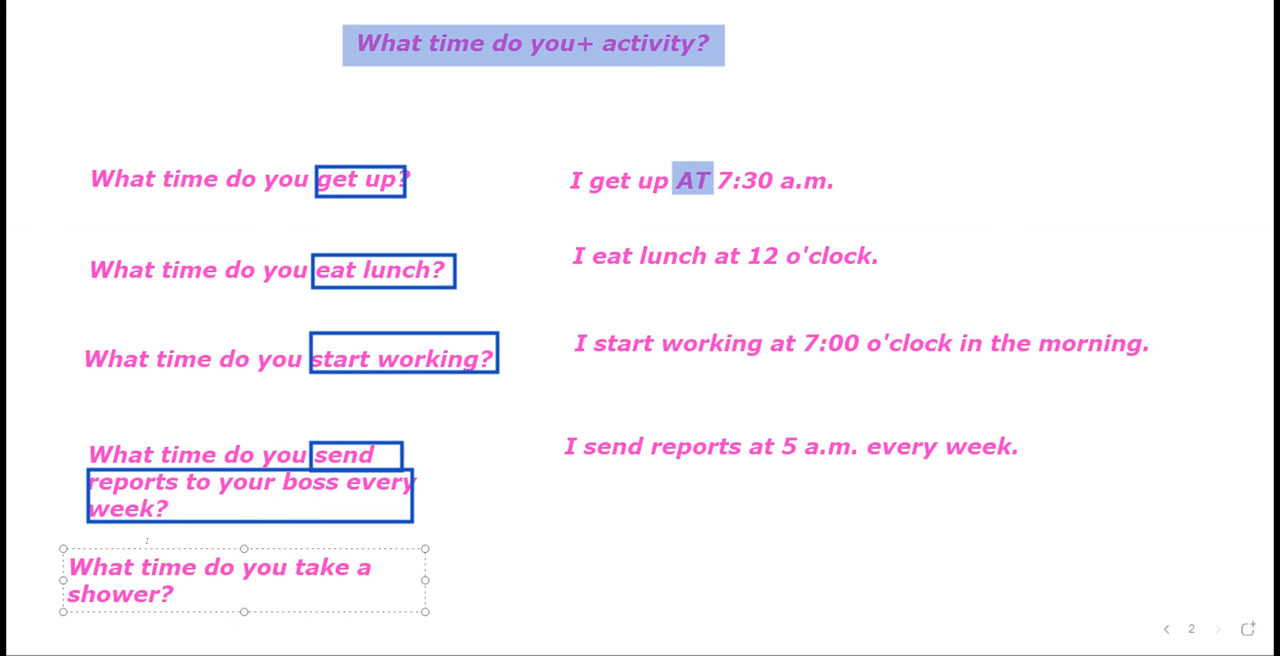 What time do you+ activity?
What time do you get up?
I get up AT 7:30 a.m.
What time do you eat lunch?
I eat lunch at 12 o'clock.
What time do you start working?
I start working at 7:00 o'clock in the morning.
What time do you send
reports to your boss every
week?
I send reports at 5 a.m. every week.
What time do you take a
shower?
2